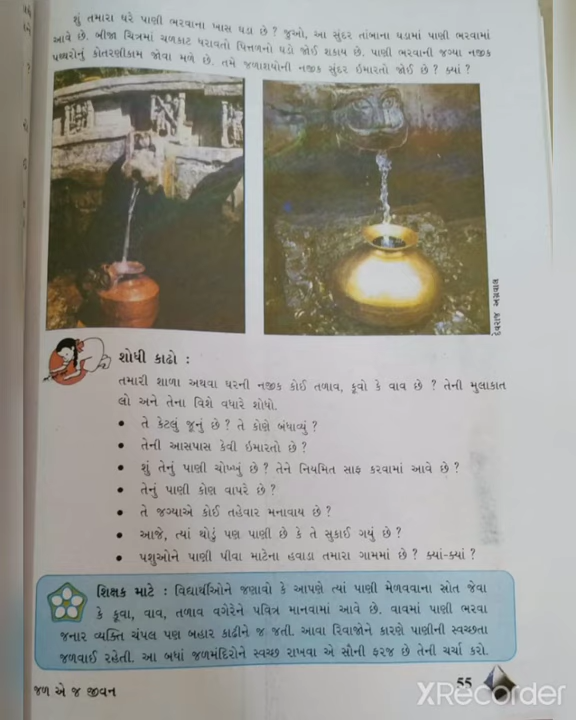 શું તમારા ઘરે પાણી ભરવાના ખાસ ઘડા છે ? જુઓ, આ સુંદર તાંબાના ઘડામાં પાણી ભરવામાં
આવે છે. બીજા ચિત્રમાં ચળકાટ ધરાવતો પિત્તળનો ઘડો જોઈ શકાય છે. પાણી ભરવાની જગ્યા નજીક
પથ્થરોનું કોતરણીકામ જોવા મળે છે. તમે જળાશયોની નજીક સુંદર ઇમારતો જોઈ છે ? ક્યાં ?
દેવરાજ અગ્રવાલ
શોધી કાઢો :
તમારી શાળા અથવા ઘરની નજીક કોઈ તળાવ, કૂવો કે વાવ છે ? તેની મુલાકાત
લો અને તેના વિશે વધારે શોધો.
• તે કેટલું જૂનું છે ? તે કોણે બંધાવ્યું ?
• તેની આસપાસ કેવી ઇમારતો છે ?
• શું તેનું પાણી ચોખ્ખું છે ? તેને નિયમિત સાફ કરવામાં આવે છે ?
• તેનું પાણી કોણ વાપરે છે ?
• તે જગ્યાએ કોઈ તહેવાર મનાવાય છે ?
• આજે, ત્યાં થોડું પણ પાણી છે કે તે સુકાઈ ગયું છે ?
• પશુઓને પાણી પીવા માટેના હવાડા તમારા ગામમાં છે ? ક્યાં-ક્યાં ?
શિક્ષક માટે : વિદ્યાર્થીઓને જણાવો કે આપણે ત્યાં પાણી મેળવવાના સ્રોત જેવા
કે કૂવા, વાવ, તળાવ વગેરેને પવિત્ર માનવામાં આવે છે. વાવમાં પાણી ભરવા
જનાર વ્યક્તિ ચંપલ પણ બહાર કાઢીને જ જતી. આવા રિવાજોને કારણે પાણીની સ્વચ્છતા
જળવાઈ રહેતી. આ બધાં જળમંદિરોને સ્વચ્છ રાખવા એ સૌની ફરજ છે તેની ચર્ચા કરો.
જળ એ જ જીવન
55
XRecorder